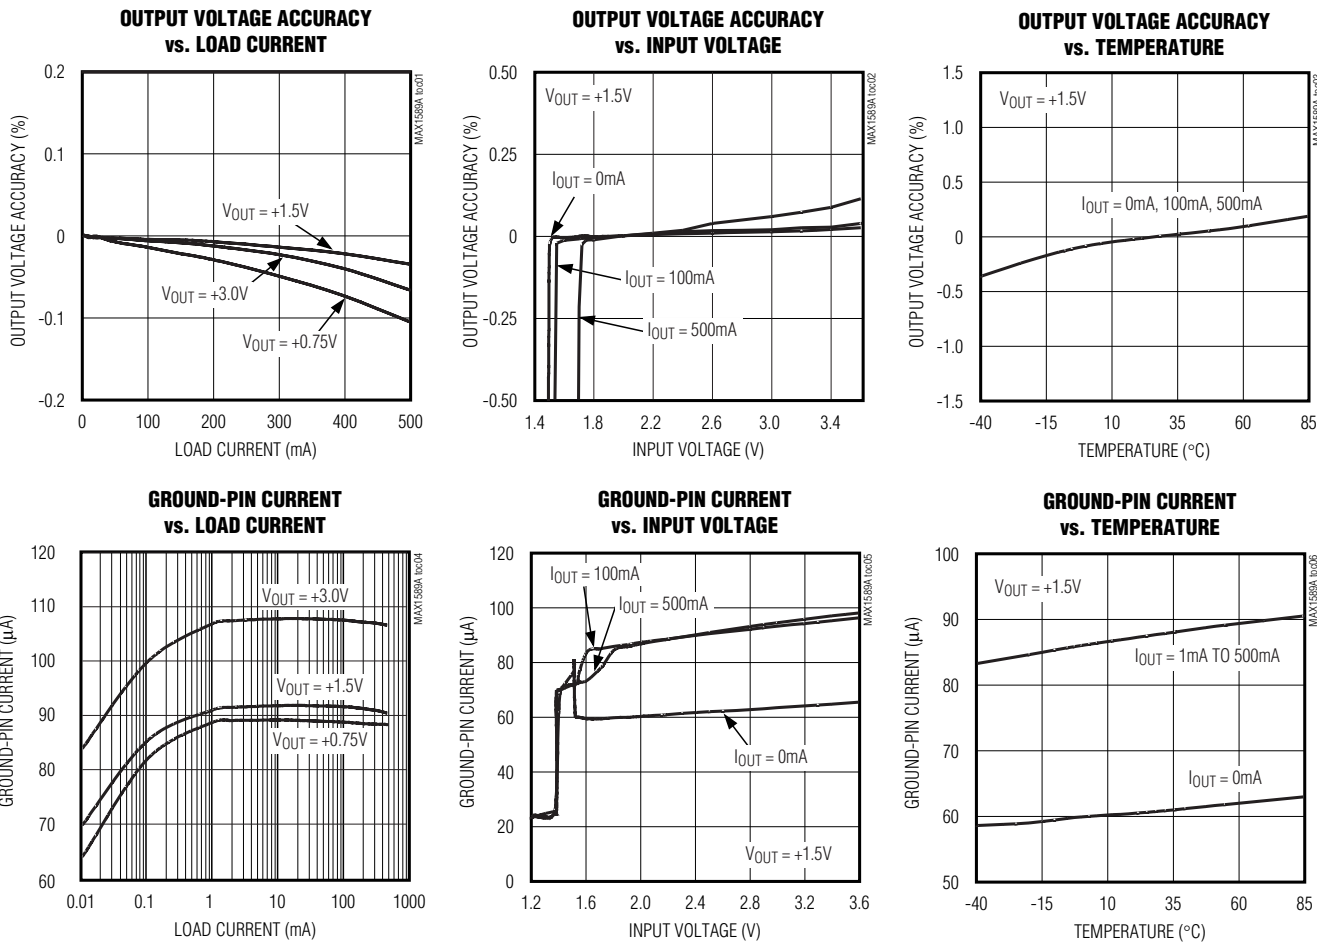 OUTPUT VOLTAGE ACCURACY
vs. LOAD CURRENT
0.2
0.1
0
-0.1
-0.2
OUTPUT VOLTAGE ACCURACY (%)
VOUT = +1.5V
VOUT = +3.0V
VOUT = +0.75V
MAX1589A toc01
0 100 200 300 400 500
LOAD CURRENT (mA)
OUTPUT VOLTAGE ACCURACY
vs. INPUT VOLTAGE
0.50
0.25
0
-0.25
-0.50
OUTPUT VOLTAGE ACCURACY (%)
VOUT = +1.5V
IOUT = 0mA
IOUT = 100mA
IOUT = 500mA
MAX1589A toc02
1.4 1.8 2.2 2.6 3.0 3.4
INPUT VOLTAGE (V)
OUTPUT VOLTAGE ACCURACY
vs. TEMPERATURE
1.5
1.0
0.5
0
-0.5
-1.0
-1.5
OUTPUT VOLTAGE ACCURACY (%)
VOUT = +1.5V
IOUT = 0mA, 100mA, 500mA
-40 -15 10 35 60 85
TEMPERATURE (°C)
GROUND-PIN CURRENT
vs. LOAD CURRENT
120
110
100
90
80
70
60
GROUND-PIN CURRENT (µA)
VOUT = +3.0V
VOUT = +1.5V
VOUT = +0.75V
MAX1589A toc04
0.01 0.1 1 10 100 1000
LOAD CURRENT (mA)
GROUND-PIN CURRENT
vs. INPUT VOLTAGE
120
100
80
60
40
20
0
GROUND-PIN CURRENT (µA)
IOUT = 100mA
IOUT = 500mA
IOUT = 0mA
VOUT = +1.5V
MAX1589A toc05
1.2 1.6 2.0 2.4 2.8 3.2 3.6
INPUT VOLTAGE (V)
GROUND-PIN CURRENT
vs. TEMPERATURE
100
90
80
70
60
50
GROUND-PIN CURRENT (µA)
VOUT = +1.5V
IOUT = 1mA TO 500mA
IOUT = 0mA
MAX1589A toc06
-40 -15 10 35 60 85
TEMPERATURE (°C)